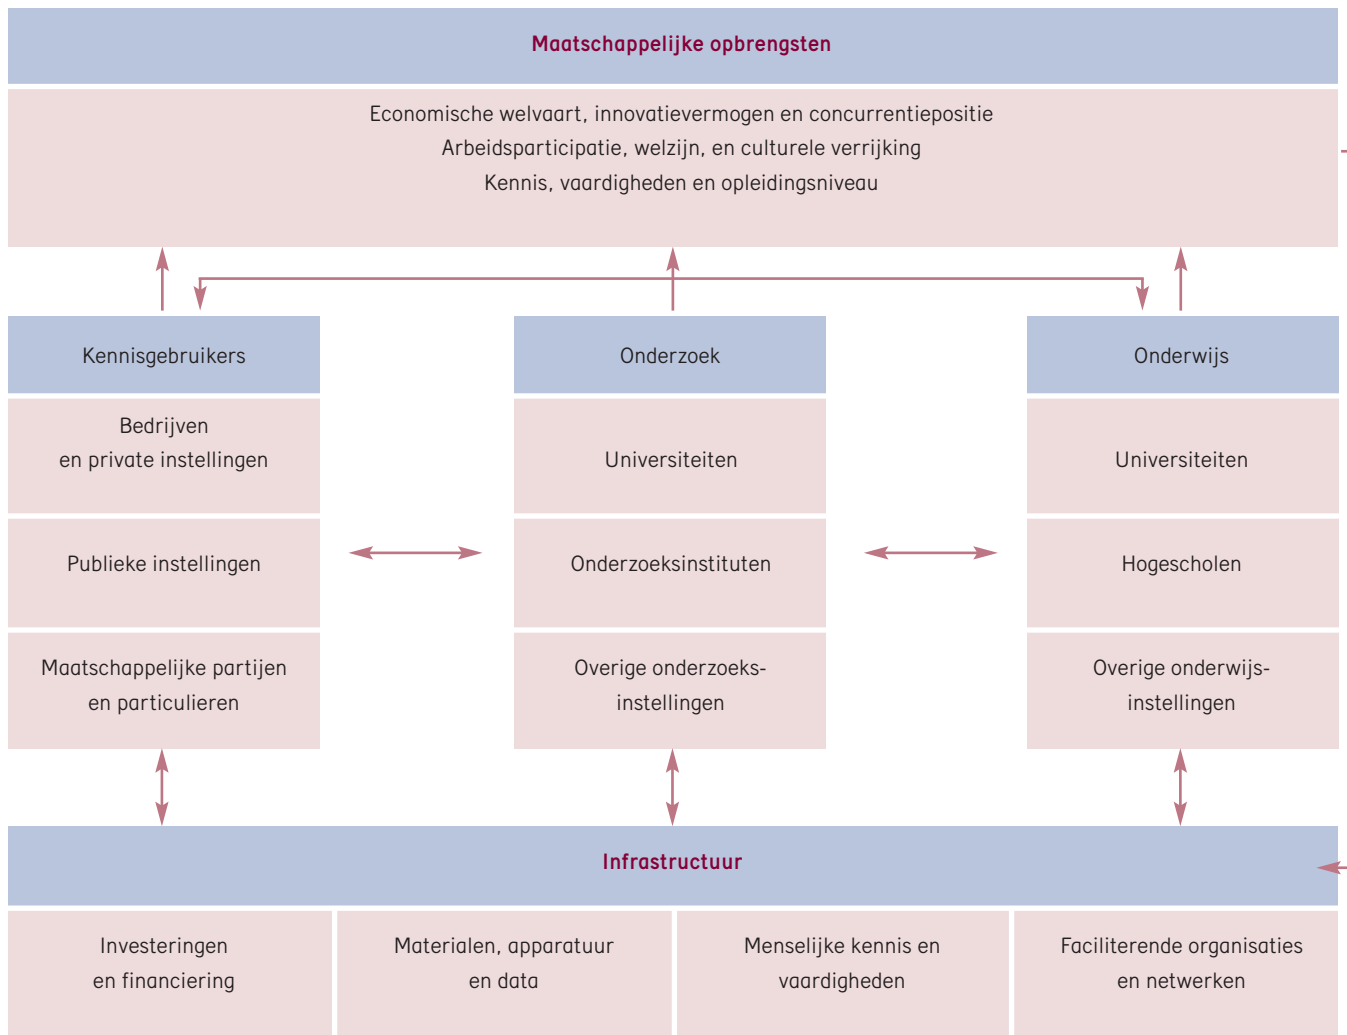 Maatschappelijke opbrengsten
Economische welvaart, innovatievermogen en concurrentiepositie
Arbeidsparticipatie, welzijn, en culturele verrijking
Kennis, vaardigheden en opleidingsniveau
Kennisgebruikers
Bedrijven
en private instellingen
Publieke instellingen
Maatschappelijke partijen
en particulieren
Onderzoek
Universiteiten
Onderzoeksinstituten
Overige onderzoeks-
instellingen
Onderwijs
Universiteiten
Hogescholen
Overige onderwijs-
instellingen
Infrastructuur
Investeringen
en financiering
Materialen, apparatuur
en data
Menselijke kennis en
vaardigheden
Faciliterende organisaties
en netwerken